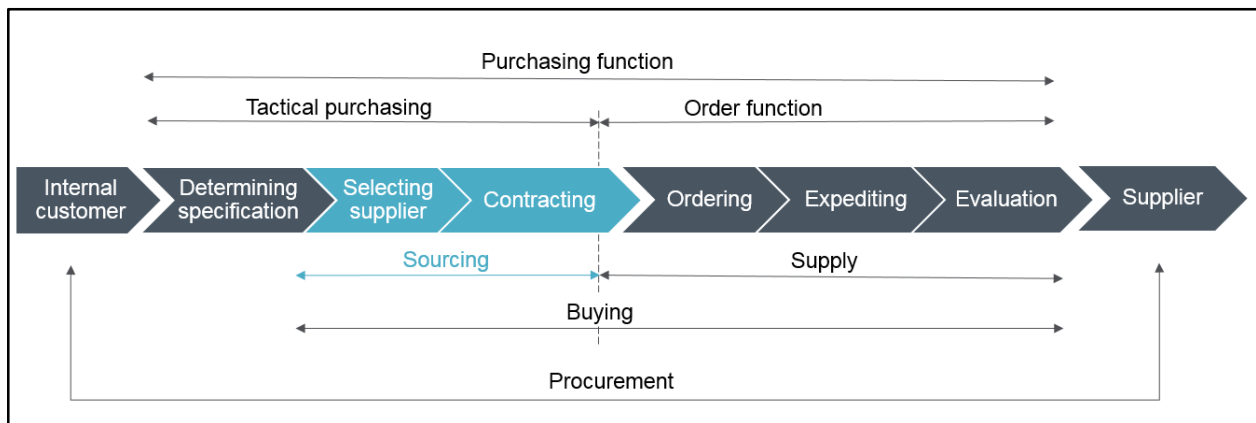 Purchasing function
Tactical purchasing
Order function
Internal
customer
Determining
specification
Selecting
supplier
Contracting
Ordering
Expediting
Evaluation
Supplier
Sourcing
Supply
Buying
Procurement